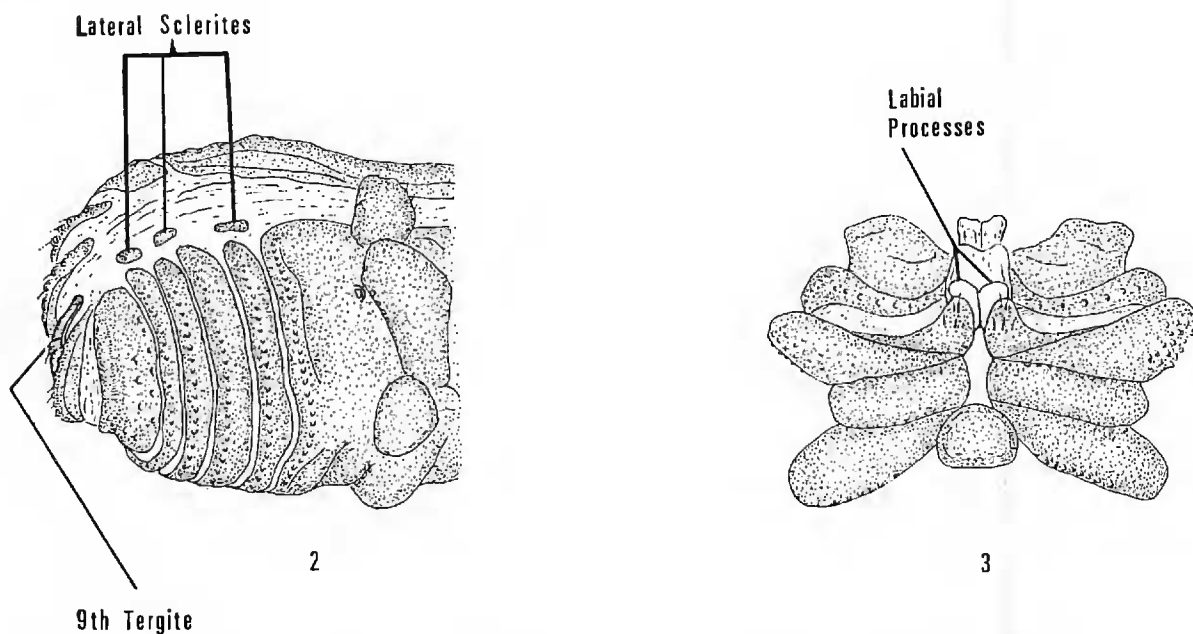 Lateral Sclerites
2
9th Tergite
Labial
Processes
3